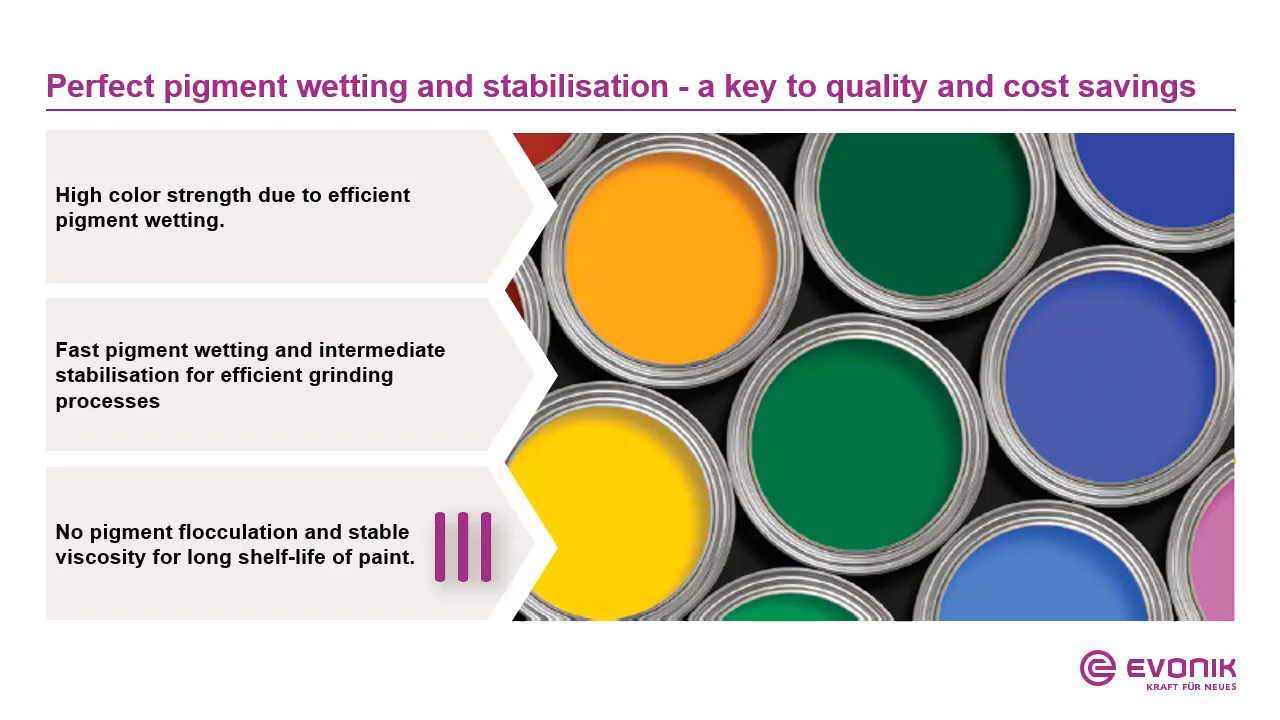 Perfect pigment wetting and stabilisation - a key to quality and cost savings
High color strength due to efficient
pigment wetting.
Fast pigment wetting and intermediate
stabilisation for efficient grinding
processes
No pigment flocculation and stable
viscosity for long shelf-life of paint.
EVONIK
KRAFT FÜR NEUES